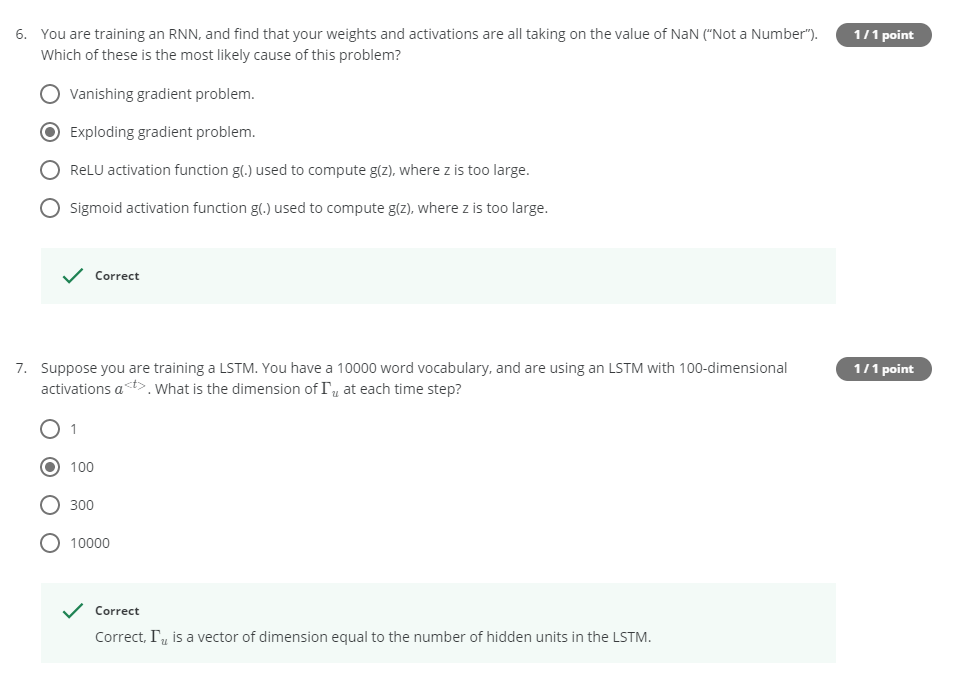 6. You are training an RNN, and find that your weights and activations are all taking on the value of NaN (“Not a Number”). 1 / 1 point
Which of these is the most likely cause of this problem?
Vanishing gradient problem.
Exploding gradient problem.
ReLU activation function g(.) used to compute g(z), where z is too large.
Sigmoid activation function g(.) used to compute g(z), where z is too large.
Correct
7. Suppose you are training a LSTM. You have a 10000 word vocabulary, and are using an LSTM with 100-dimensional 1 / 1 point
activations a^{<t>}. What is the dimension of Γ_u at each time step?
1
100
300
10000
Correct
Correct, Γ_u is a vector of dimension equal to the number of hidden units in the LSTM.